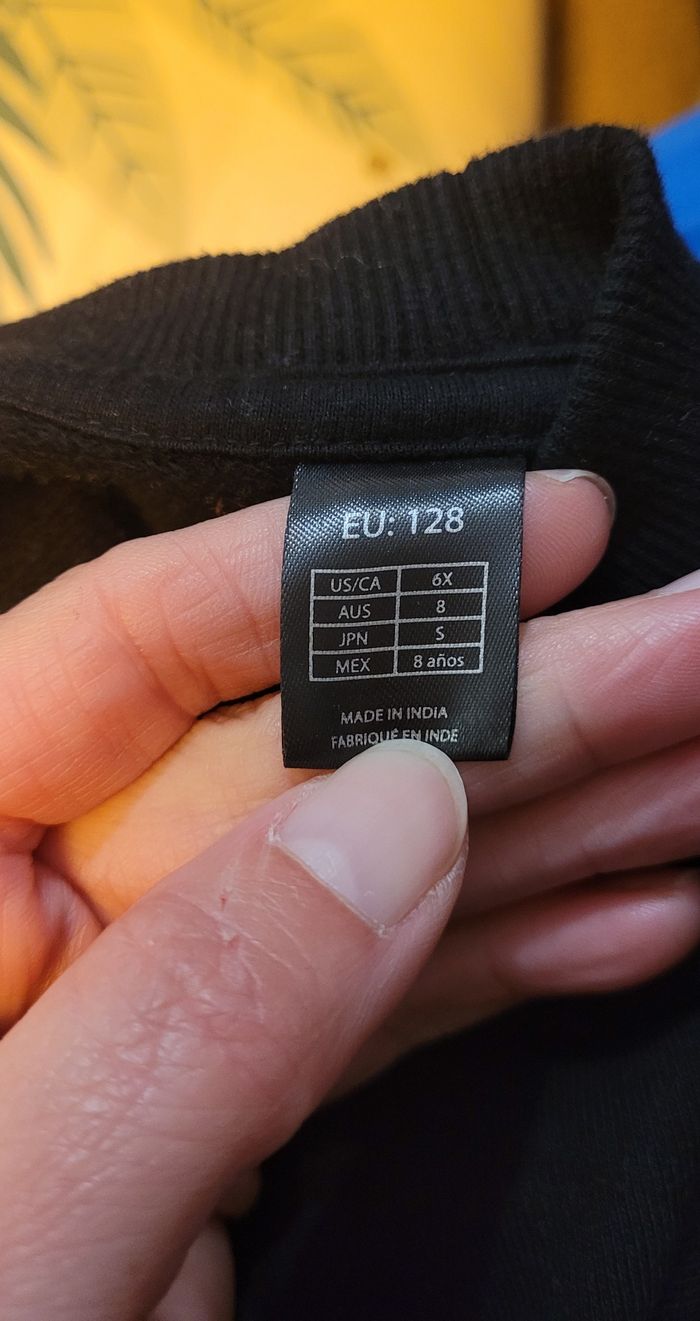 EU: 128
US/CA 6X
AUS 8
JPN S
MEX 8 años
MADE IN INDIA
FABRIQUÉ EN INDE